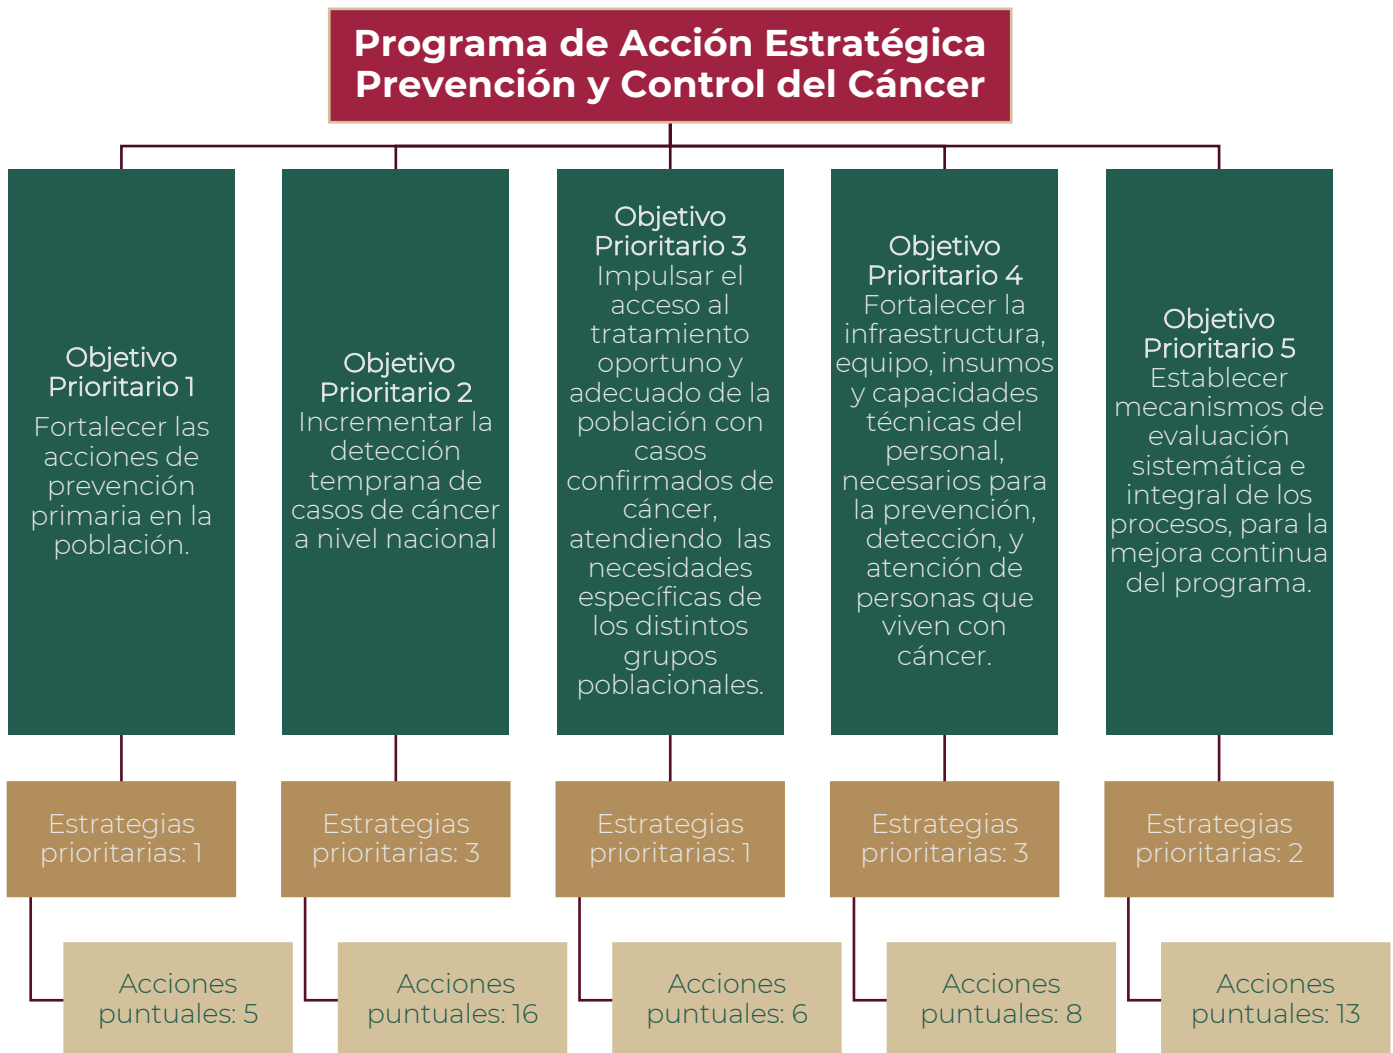 Programa de Acción Estratégica
Prevención y Control del Cáncer
Objetivo
Prioritario 1
Fortalecer las
acciones de
prevención
primaria en la
población.
Objetivo
Prioritario 2
Incrementar la
detección
temprana de
casos de cáncer
a nivel nacional
Objetivo
Prioritario 3
Impulsar el
acceso al
tratamiento
oportuno y
adecuado de la
población con
casos
confirmados de
cáncer,
atendiendo las
necesidades
específicas de
los distintos
grupos
poblacionales.
Objetivo
Prioritario 4
Fortalecer la
infraestructura,
equipo, insumos
y capacidades
técnicas del
personal,
necesarios para
la prevención,
detección, y
atención de
personas que
viven con
cáncer.
Objetivo
Prioritario 5
Establecer
mecanismos de
evaluación
sistemática e
integral de los
procesos, para la
mejora continua
del programa.
Estrategias
prioritarias: 1
Estrategias
prioritarias: 3
Estrategias
prioritarias: 1
Estrategias
prioritarias: 3
Estrategias
prioritarias: 2
Acciones
puntuales: 5
Acciones
puntuales: 16
Acciones
puntuales: 6
Acciones
puntuales: 8
Acciones
puntuales: 13